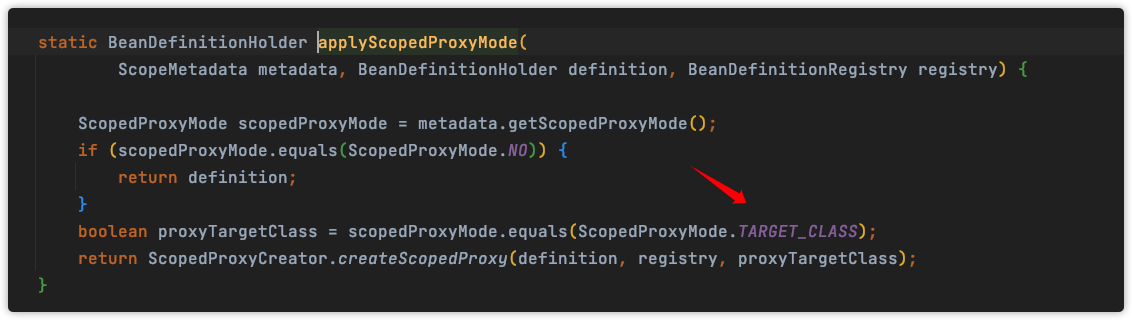 static BeanDefinitionHolder applyScopedProxyMode(
ScopeMetadata metadata, BeanDefinitionHolder definition, BeanDefinitionRegistry registry) {
ScopedProxyMode scopedProxyMode = metadata.getScopedProxyMode();
if (scopedProxyMode.equals(ScopedProxyMode.NO)) {
return definition;
}
boolean proxyTargetClass = scopedProxyMode.equals(ScopedProxyMode.TARGET_CLASS);
return ScopedProxyCreator.createScopedProxy(definition, registry, proxyTargetClass);
}